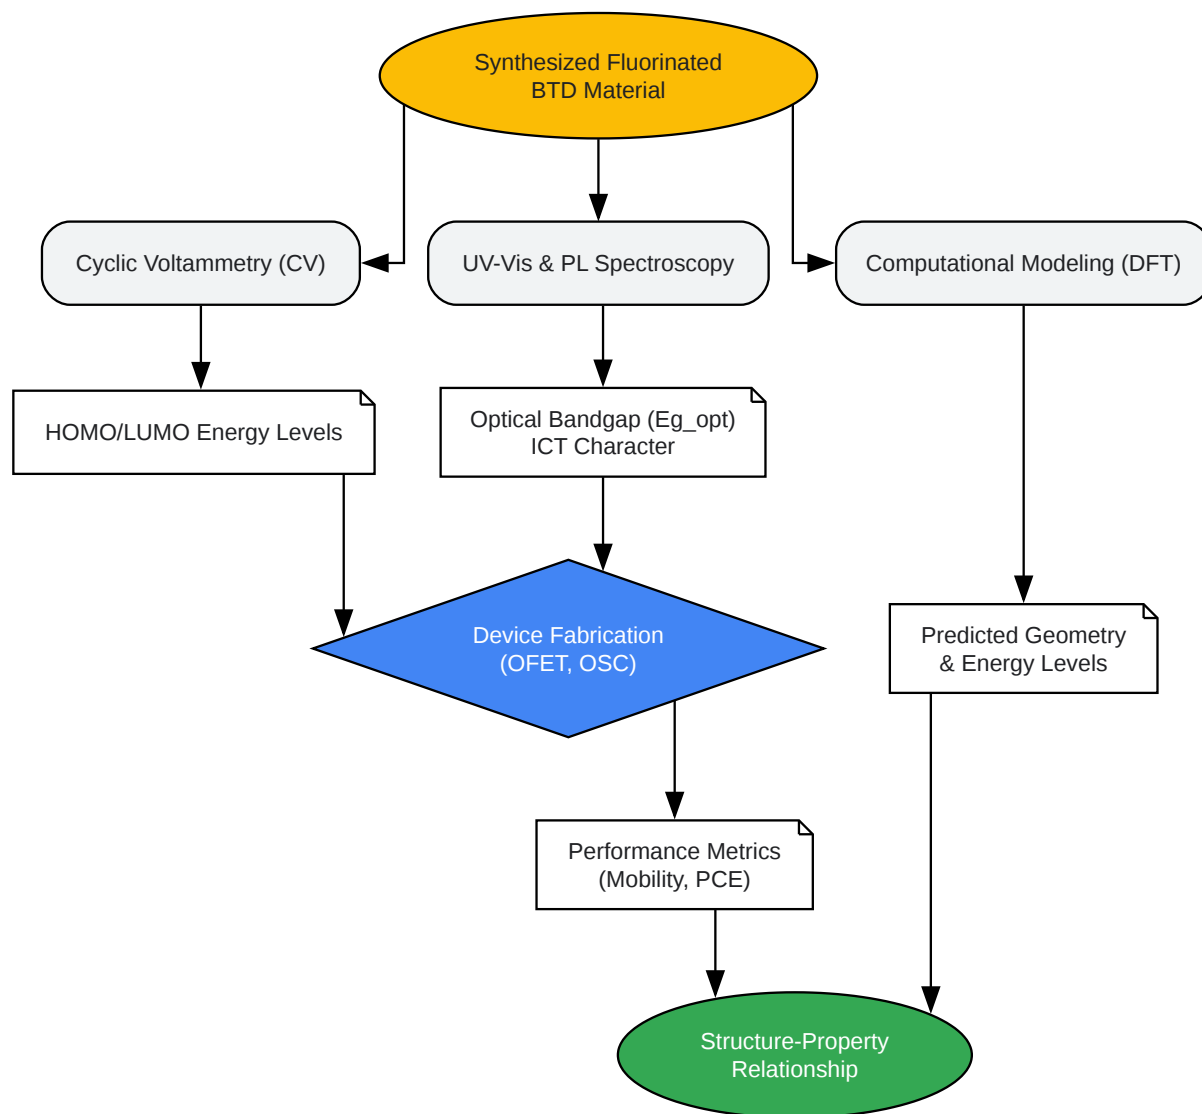 Synthesized Fluorinated
BTD Material
Cyclic Voltammetry (CV)
UV-Vis & PL Spectroscopy
Computational Modeling (DFT)
HOMO/LUMO Energy Levels
Optical Bandgap (Eg_opt)
ICT Character
Device Fabrication
(OFET, OSC)
Predicted Geometry
& Energy Levels
Performance Metrics
(Mobility, PCE)
Structure-Property
Relationship